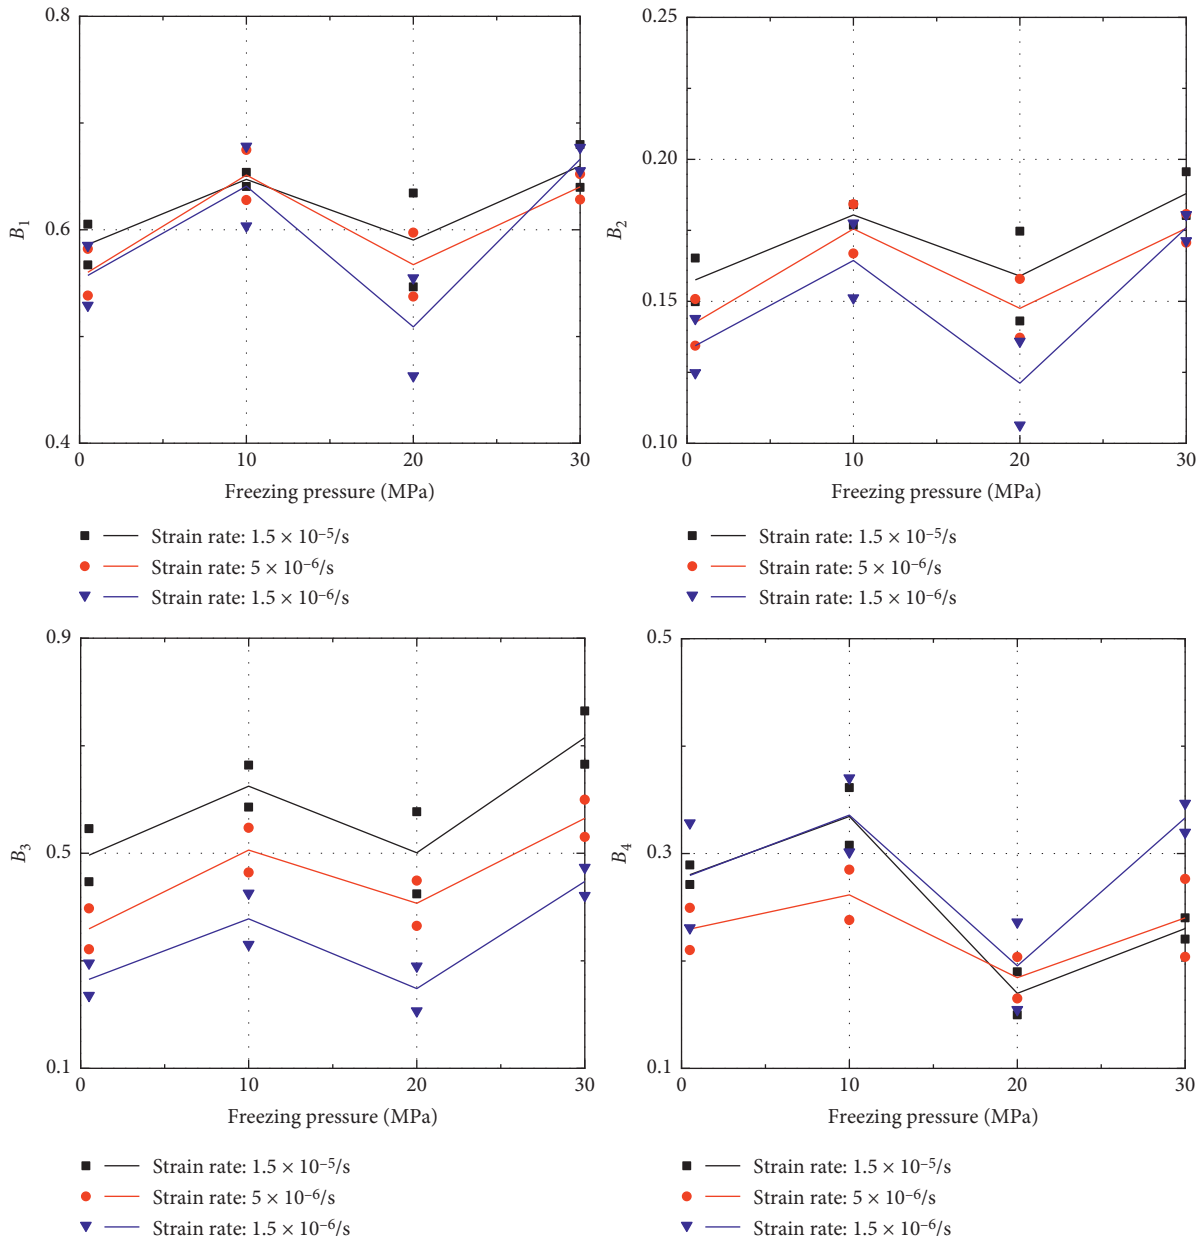 0.8
0.6
0.4
B₁
0 10 20 30
Freezing pressure (MPa)
Strain rate: 1.5 × 10⁻⁵/s
Strain rate: 5 × 10⁻⁶/s
Strain rate: 1.5 × 10⁻⁶/s
0.25
0.20
0.15
0.10
B₂
0 10 20 30
Freezing pressure (MPa)
Strain rate: 1.5 × 10⁻⁵/s
Strain rate: 5 × 10⁻⁶/s
Strain rate: 1.5 × 10⁻⁶/s
0.9
0.5
0.1
B₃
0 10 20 30
Freezing pressure (MPa)
Strain rate: 1.5 × 10⁻⁵/s
Strain rate: 5 × 10⁻⁶/s
Strain rate: 1.5 × 10⁻⁶/s
0.5
0.3
0.1
B₄
0 10 20 30
Freezing pressure (MPa)
Strain rate: 1.5 × 10⁻⁵/s
Strain rate: 5 × 10⁻⁶/s
Strain rate: 1.5 × 10⁻⁶/s